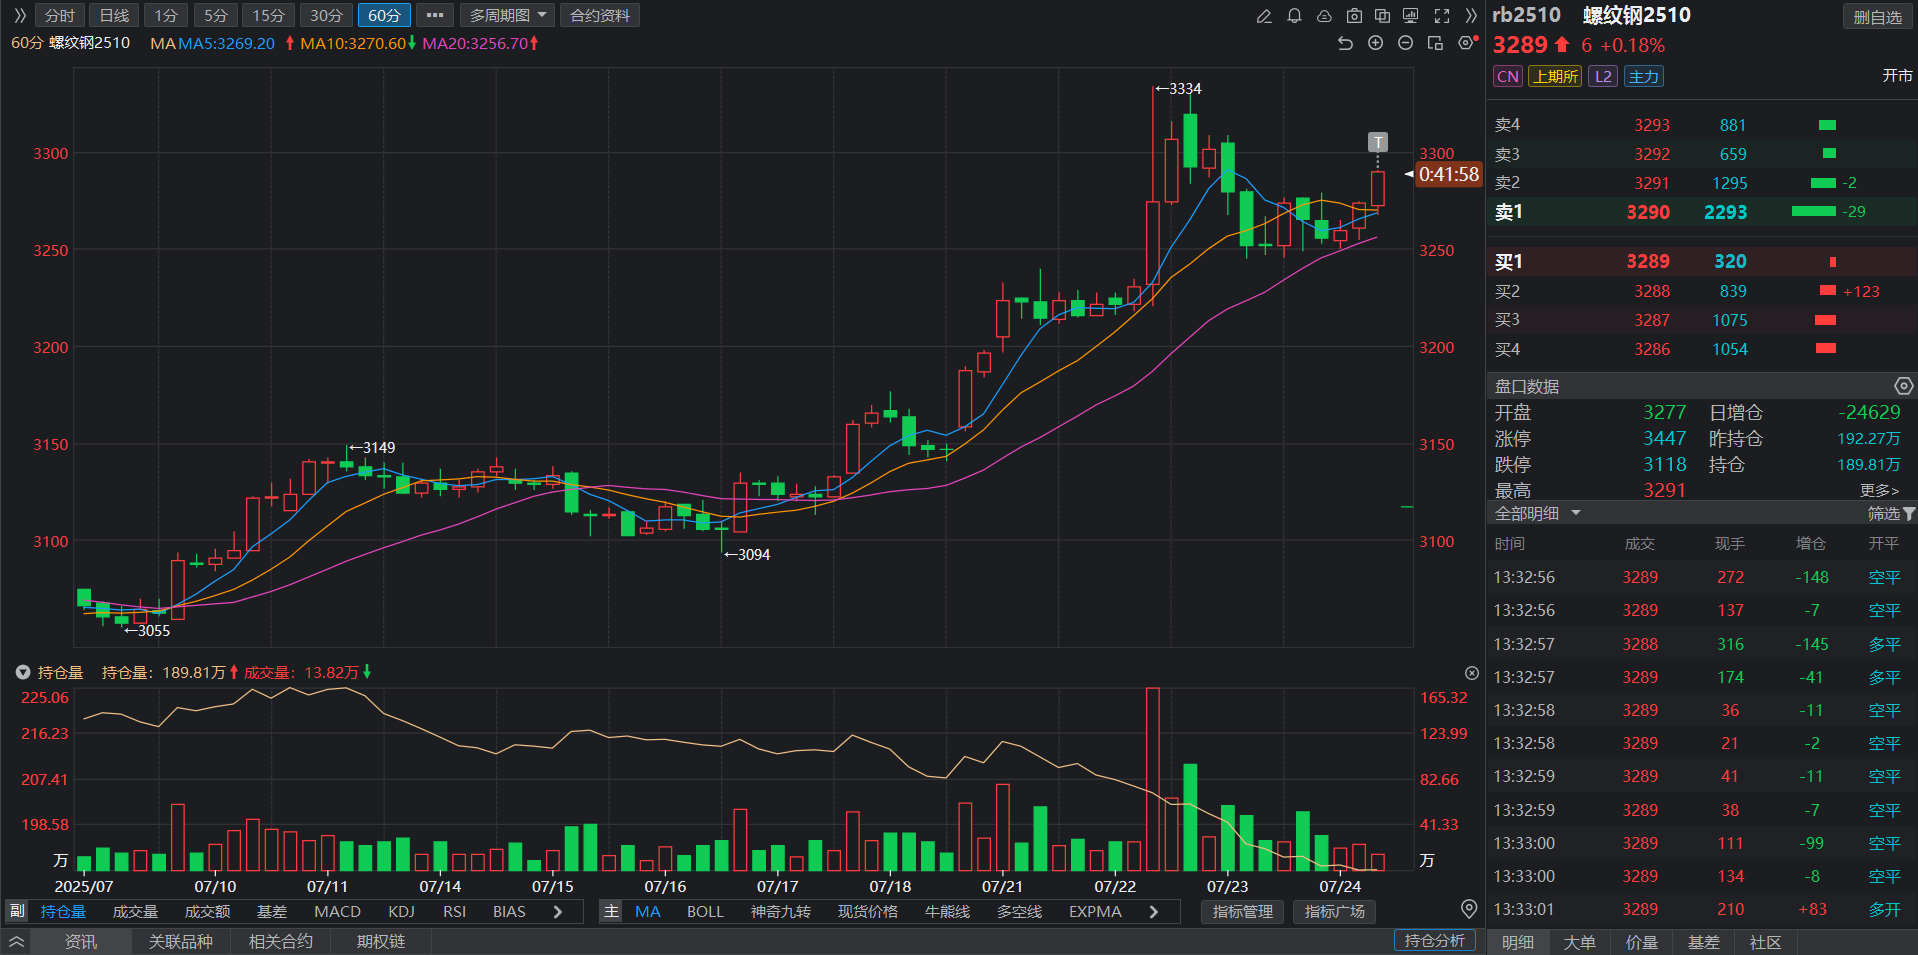 分时 日线 1分 5分 15分 30分 60分 ••• 多周期图 合约资料
60分 螺纹钢2510 MA MA5:3269.20 MA10:3270.60 MA20:3256.70
3334
T
3300 3300
0:41:58
3250 3250
3200 3200
3149
3150 3150
3100 3100
3094
3055
持仓量 持仓量：189.81万 成交量：13.82万
225.06 165.32
216.23 123.99
207.41 82.66
198.58 41.33
万 万
2025/07 07/10 07/11 07/14 07/15 07/16 07/17 07/18 07/21 07/22 07/23 07/24
副 持仓量 成交量 成交额 基差 MACD KDJ RSI BIAS 主 MA BOLL 神奇九转 现货价格 牛熊线 多空线 EXPMA 指标管理 指标广场
资讯 关联品种 相关合约 期权链 持仓分析
rb2510 螺纹钢2510 删自选
3289 6 +0.18%
CN 上期所 L2 主力 开市
卖4 3293 881
卖3 3292 659
卖2 3291 1295 -2
卖1 3290 2293 -29
买1 3289 320
买2 3288 839 +123
买3 3287 1075
买4 3286 1054
盘口数据
开盘 3277 日增仓 -24629
涨停 3447 昨持仓 192.27万
跌停 3118 持仓 189.81万
最高 3291 更多>
全部明细 筛选
时间 成交 现手 增仓 开平
13:32:56 3289 272 -148 空平
13:32:56 3289 137 -7 空平
13:32:57 3288 316 -145 多平
13:32:57 3289 174 -41 多平
13:32:58 3289 36 -11 空平
13:32:58 3289 21 -2 空平
13:32:59 3289 41 -11 空平
13:32:59 3289 38 -7 空平
13:33:00 3289 111 -99 空平
13:33:00 3289 134 -8 空平
13:33:01 3289 210 +83 多开
明细 大单 价量 基差 社区